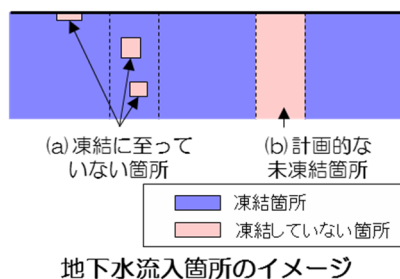 (a)凍結に至って
いない箇所
(b)計画的な
未凍結箇所
凍結箇所
凍結していない箇所
地下水流入箇所のイメージ